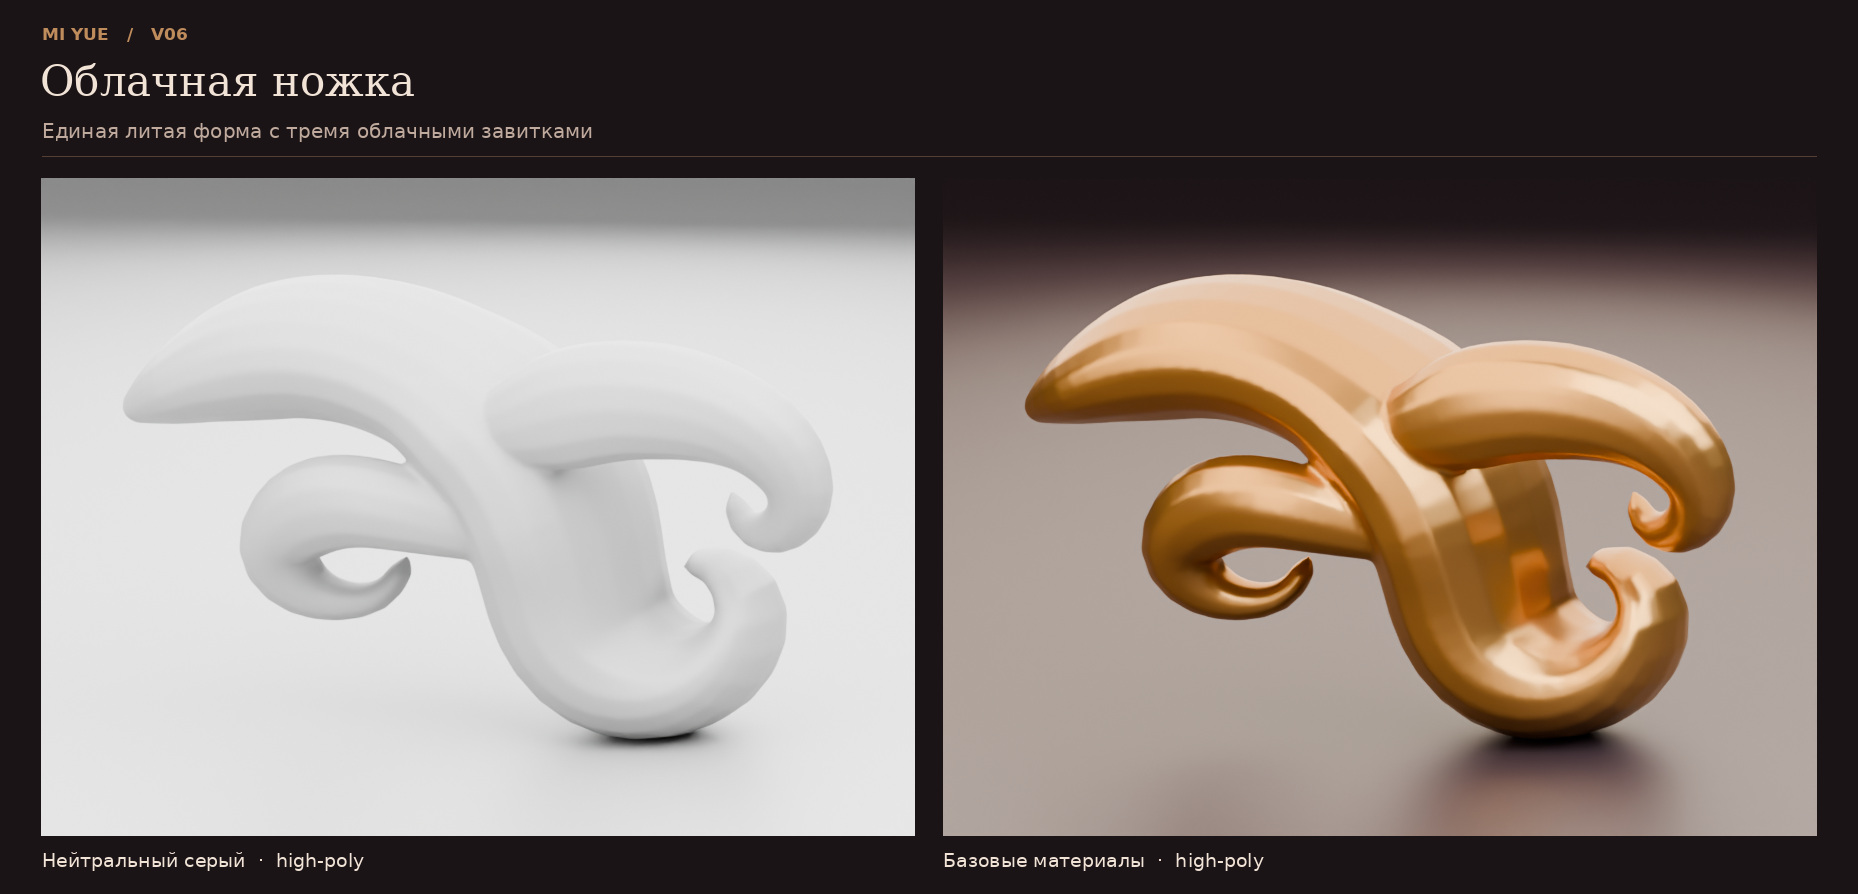 MI YUE / V06
Облачная ножка
Единая литая форма с тремя облачными завитками
Нейтральный серый · high-poly
Базовые материалы · high-poly